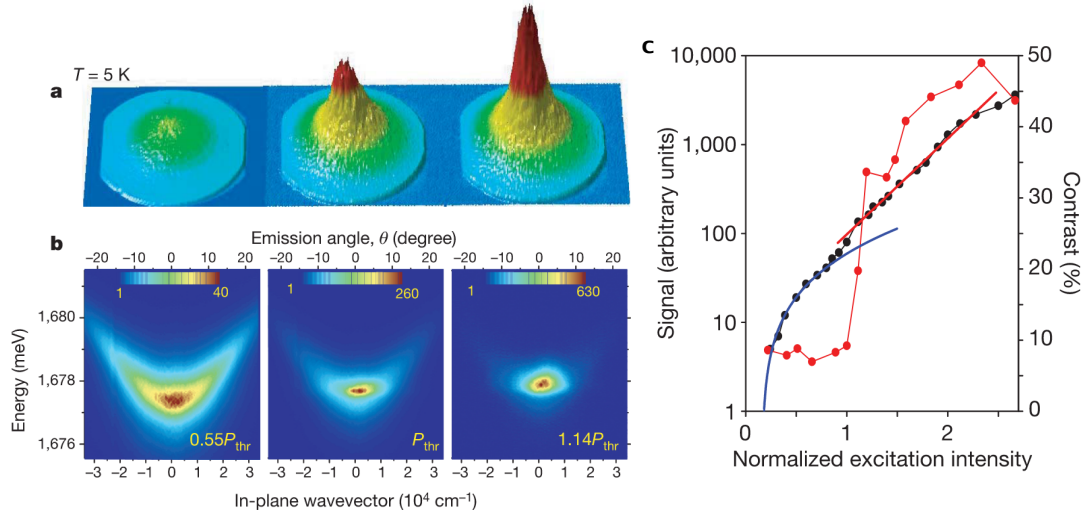 a
T = 5 K
b
Emission angle, θ (degree)
−20 −10 0 10 20 −20 −10 0 10 20 −20 −10 0 10 20
1 40 1 260 1 630
1,680
1,678
1,676
Energy (meV)
0.55Pthr Pthr 1.14Pthr
−3 −2 −1 0 1 2 3 −3 −2 −1 0 1 2 3 −3 −2 −1 0 1 2 3
In-plane wavevector (10⁴ cm⁻¹)
c
Signal (arbitrary units)
10,000
1,000
100
10
1
50
40
30
20
10
0
Contrast (%)
0 1 2
Normalized excitation intensity